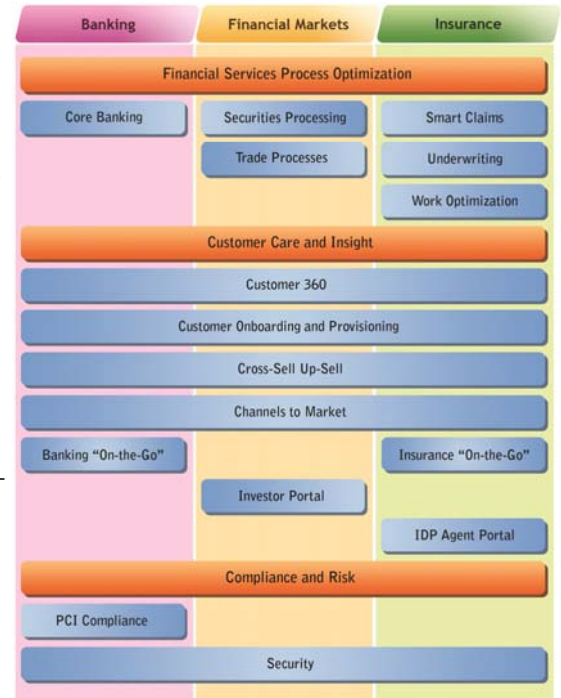 Banking
Financial Markets
Insurance
Financial Services Process Optimization
Core Banking
Securities Processing
Smart Claims
Trade Processes
Underwriting
Work Optimization
Customer Care and Insight
Customer 360
Customer Onboarding and Provisioning
Cross-Sell Up-Sell
Channels to Market
Banking “On-the-Go”
Insurance “On-the-Go”
Investor Portal
IDP Agent Portal
Compliance and Risk
PCI Compliance
Security